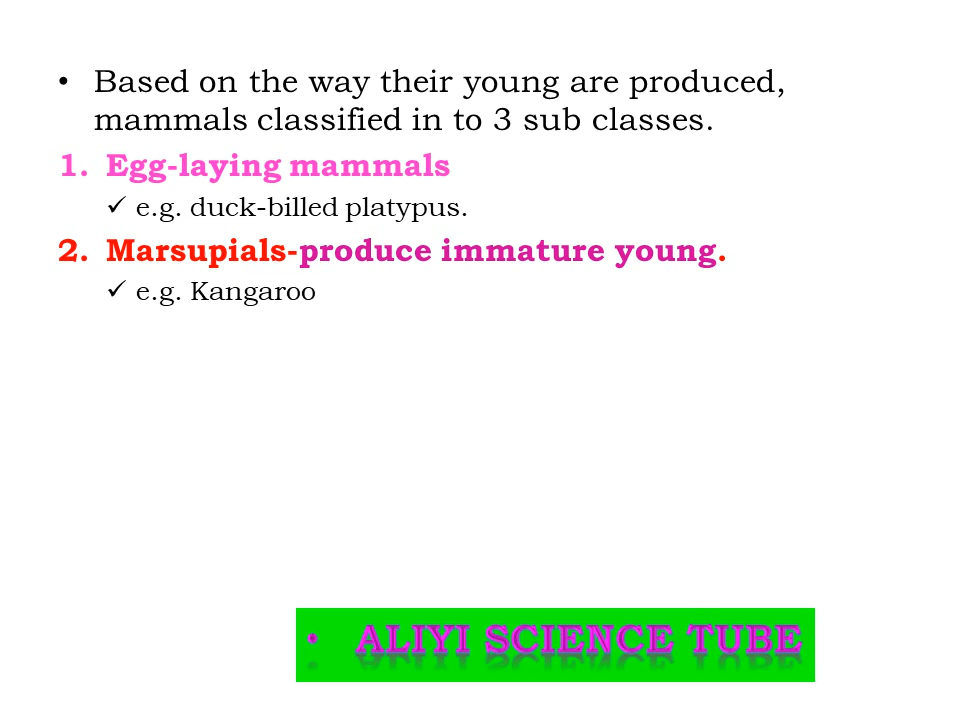 • Based on the way their young are produced,
mammals classified in to 3 sub classes.
1. Egg-laying mammals
✓ e.g. duck-billed platypus.
2. Marsupials-produce immature young.
✓ e.g. Kangaroo
• ALIYI SCIENCE TUBE